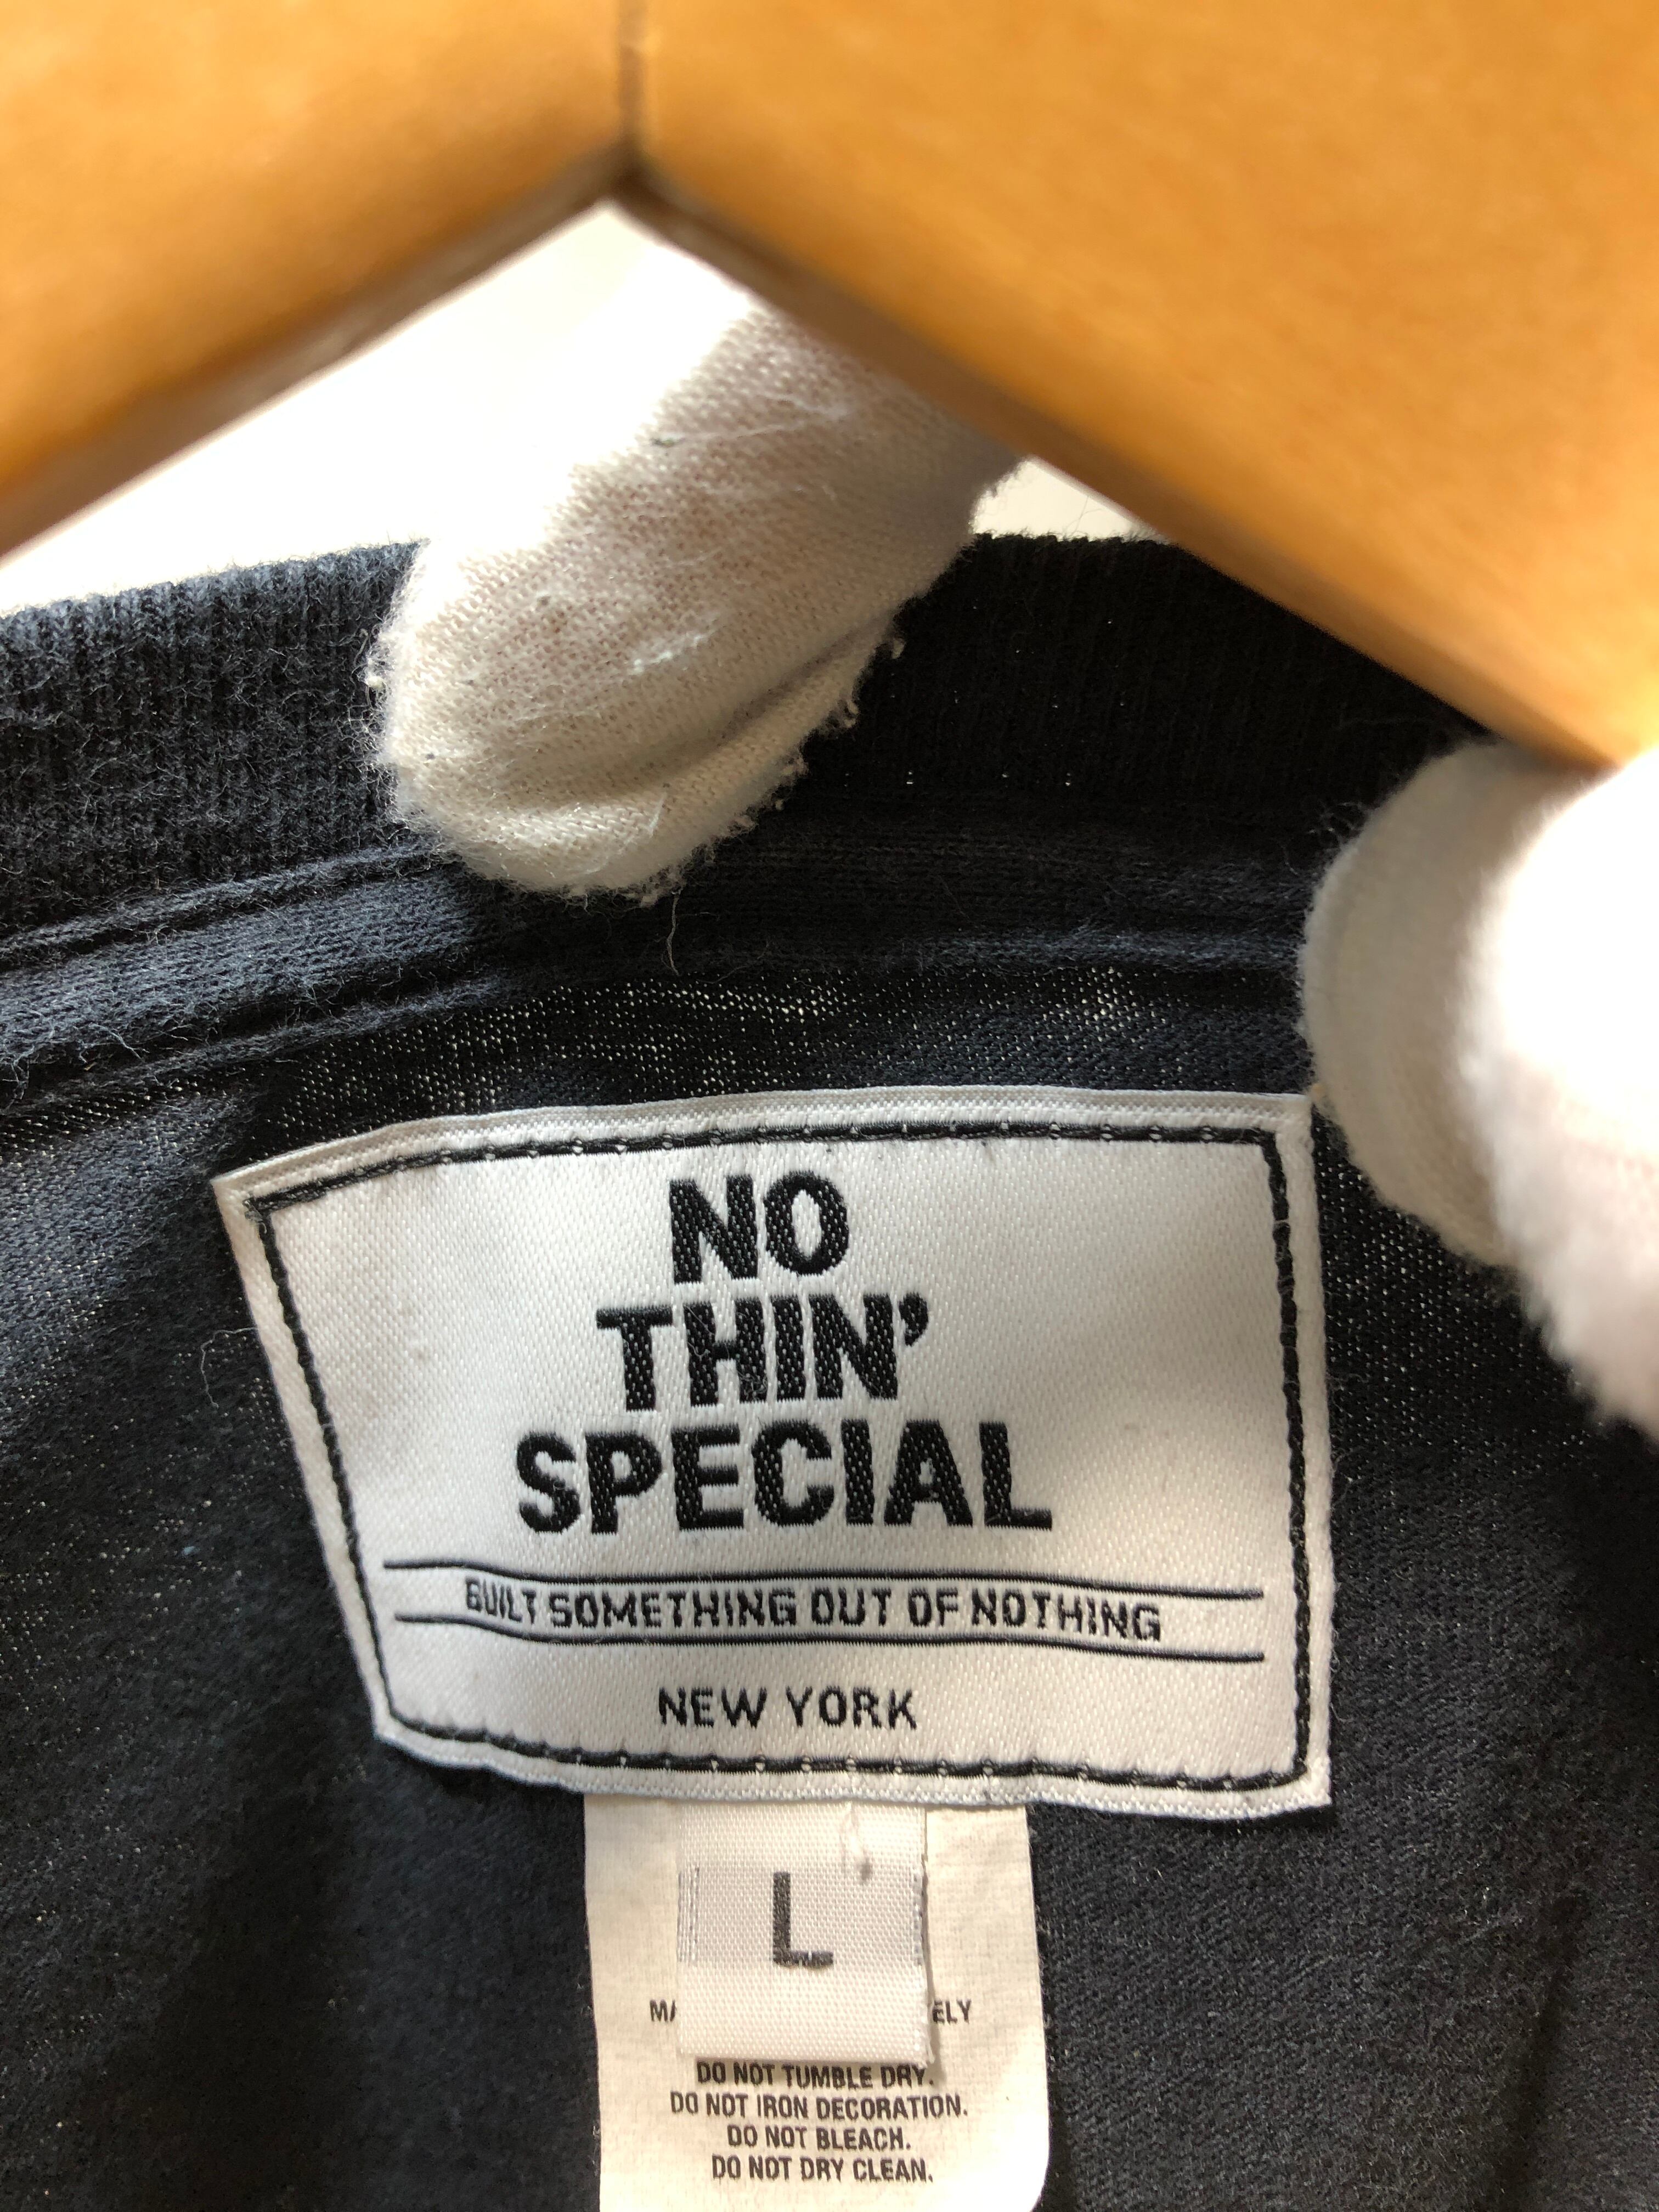 NO
THIN'
SPECIAL
BUILT SOMETHING OUT OF NOTHING
NEW YORK
L
DO NOT TUMBLE DRY.
DO NOT IRON DECORATION.
DO NOT BLEACH.
DO NOT DRY CLEAN.